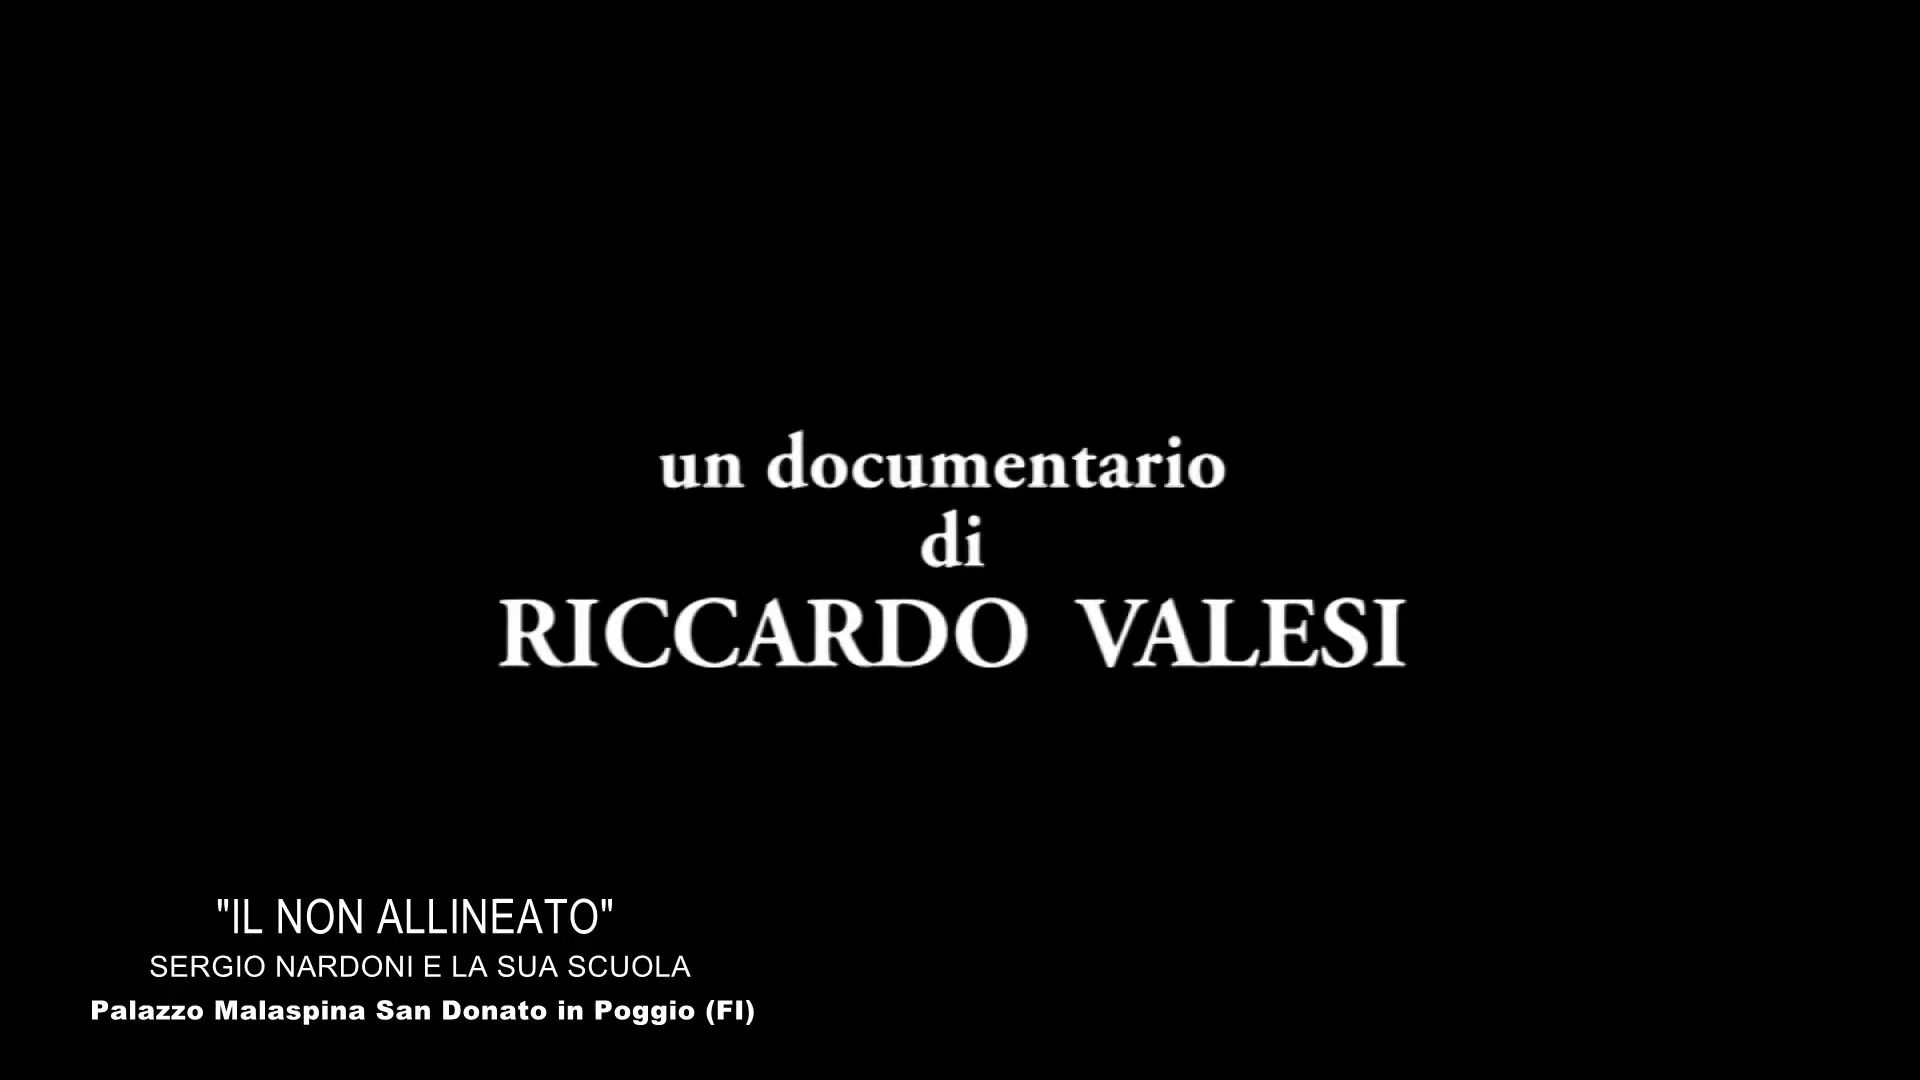 un documentario
di
RICCARDO VALESI
"IL NON ALLINEATO"
SERGIO NARDONI E LA SUA SCUOLA
Palazzo Malaspina San Donato in Poggio (FI)